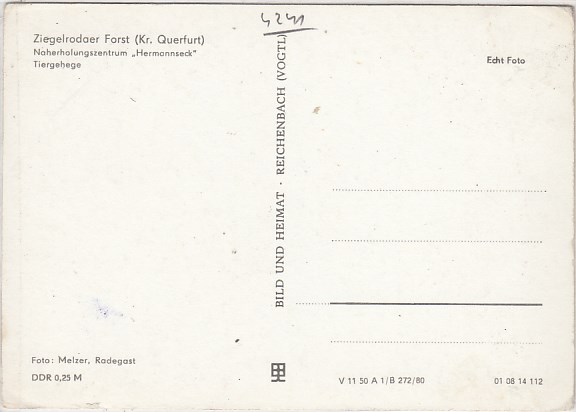 4241
Ziegelrodaer Forst (Kr. Querfurt)
Naherholungszentrum „Hermannseck"
Tiergehege
Echt Foto
BILD UND HEIMAT · REICHENBACH (VOGTL)
Foto: Melzer, Radegast
DDR 0,25 M
V 11 50 A 1/B 272/80
01 08 14 112